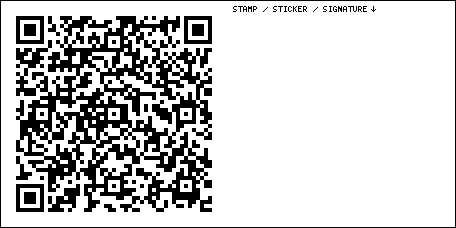 STAMP / STICKER / SIGNATURE ↓